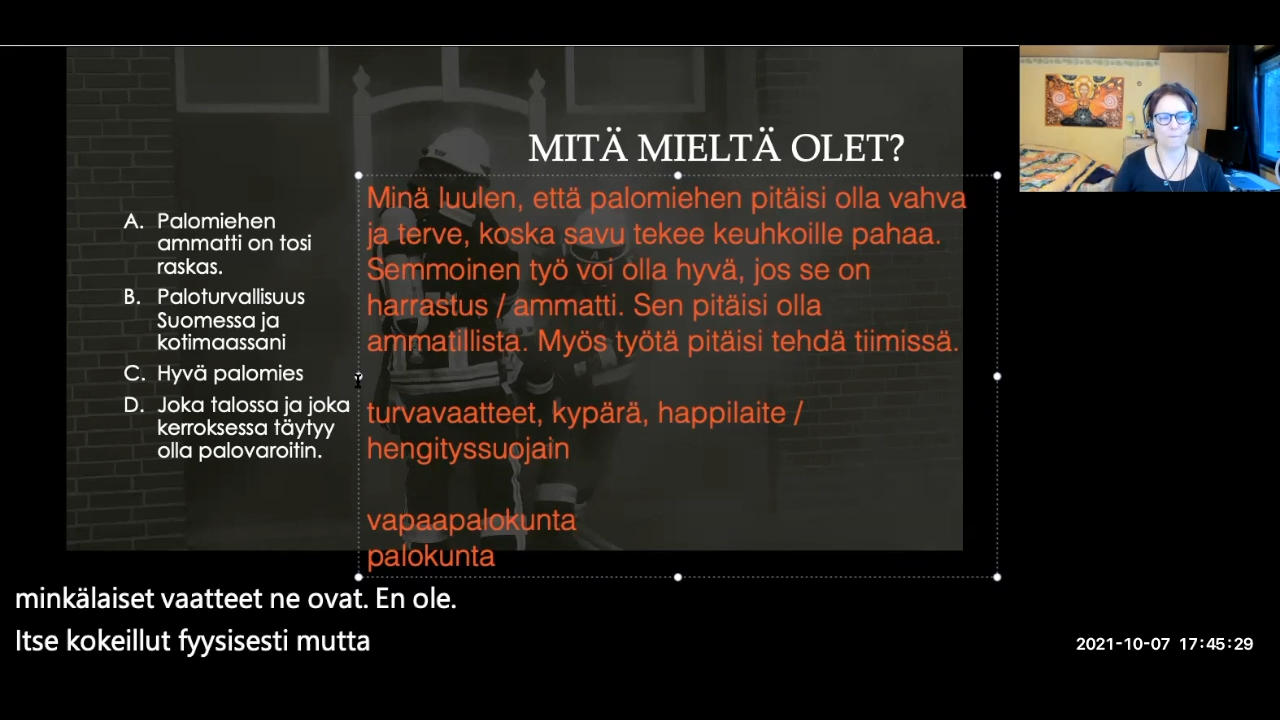 MITÄ MIELTÄ OLET?
A. Palomiehen
ammatti on tosi
raskas.
B. Paloturvallisuus
Suomessa ja
kotimaassani
C. Hyvä palomies
D. Joka talossa ja joka
kerroksessa täytyy
olla palovaroitin.
Minä luulen, että palomiehen pitäisi olla vahva
ja terve, koska savu tekee keuhkoille pahaa.
Semmoinen työ voi olla hyvä, jos se on
harrastus / ammatti. Sen pitäisi olla
ammatillista. Myös työtä pitäisi tehdä tiimissä.
turvavaatteet, kypärä, happilaite /
hengityssuojain
vapaapalokunta
palokunta
minkälaiset vaatteet ne ovat. En ole.
Itse kokeillut fyysisesti mutta
2021-10-07 17:45:29